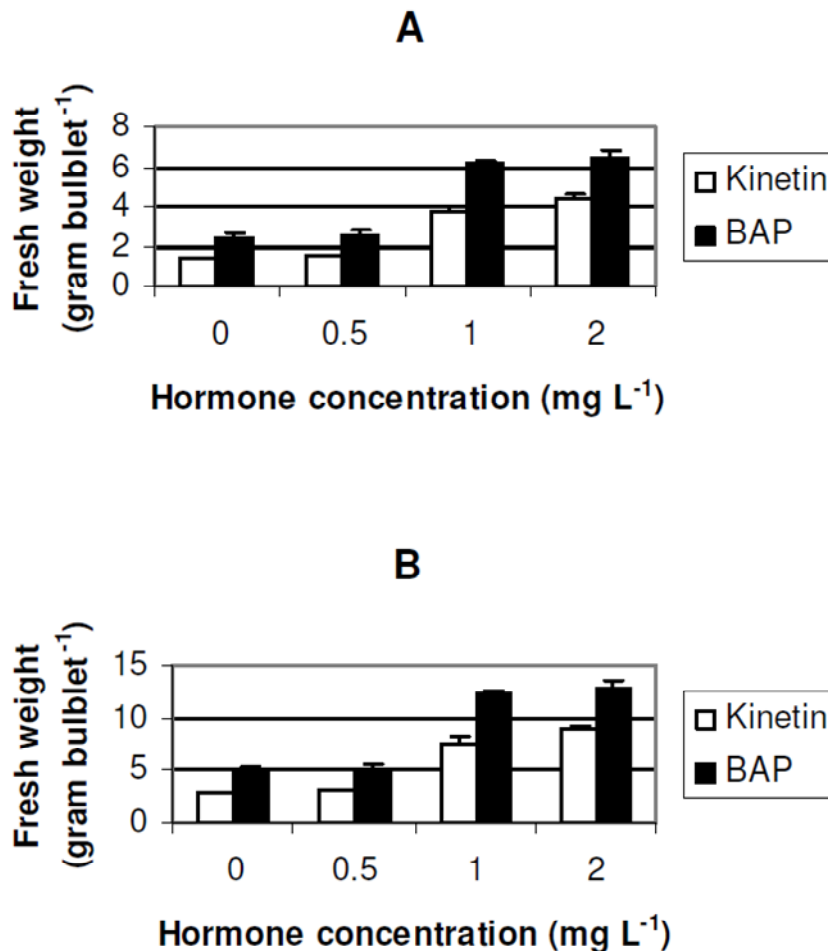 A
Fresh weight
(gram bulblet⁻¹)
8
6
4
2
0
0 0.5 1 2
Hormone concentration (mg L⁻¹)
Kinetin
BAP
B
Fresh weight
(gram bulblet⁻¹)
15
10
5
0
0 0.5 1 2
Hormone concentration (mg L⁻¹)
Kinetin
BAP